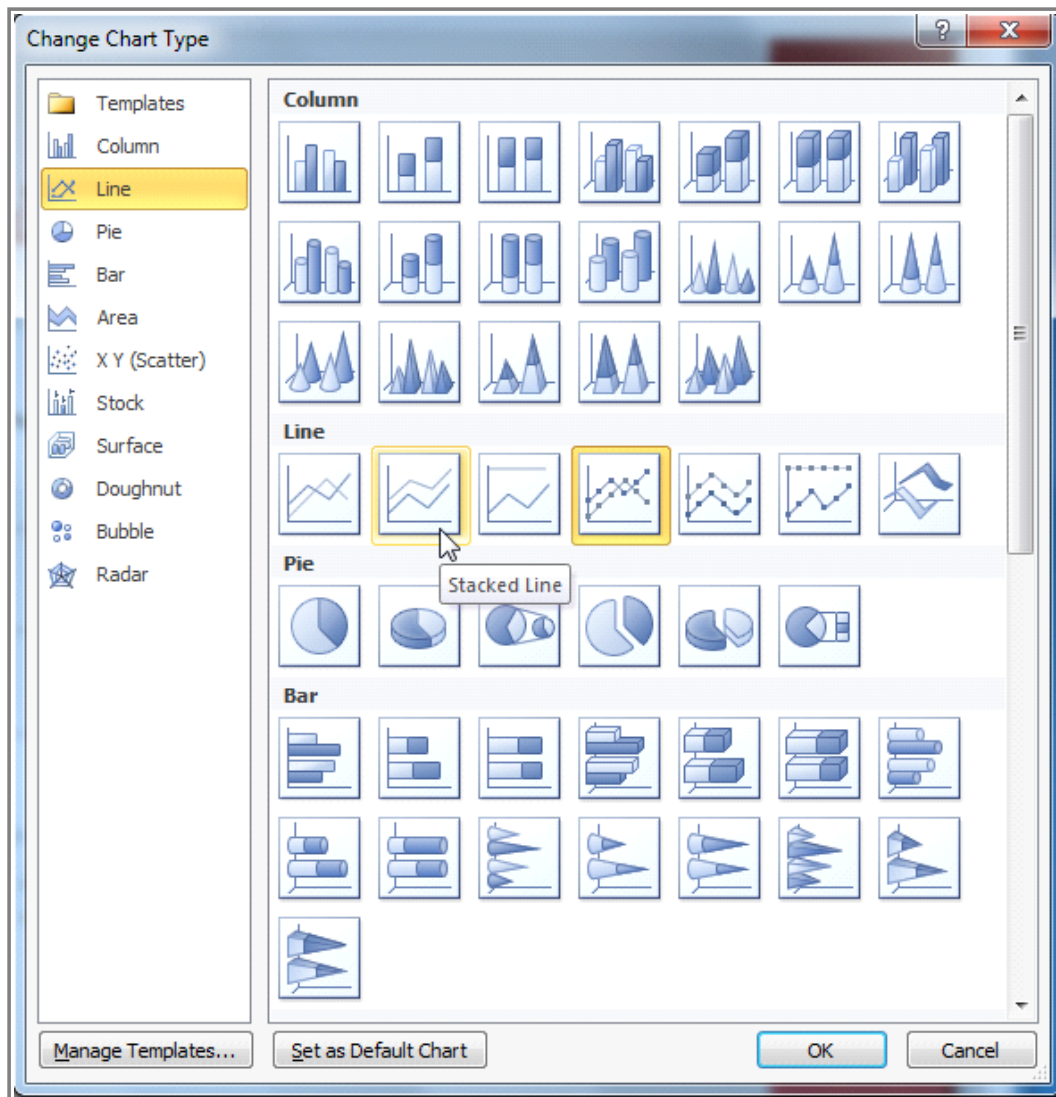 Change Chart Type
?
Templates
Column
Line
Pie
Bar
Area
X Y (Scatter)
Stock
Surface
Doughnut
Bubble
Radar
Column
Line
Stacked Line
Pie
Bar
Manage Templates...
Set as Default Chart
OK
Cancel